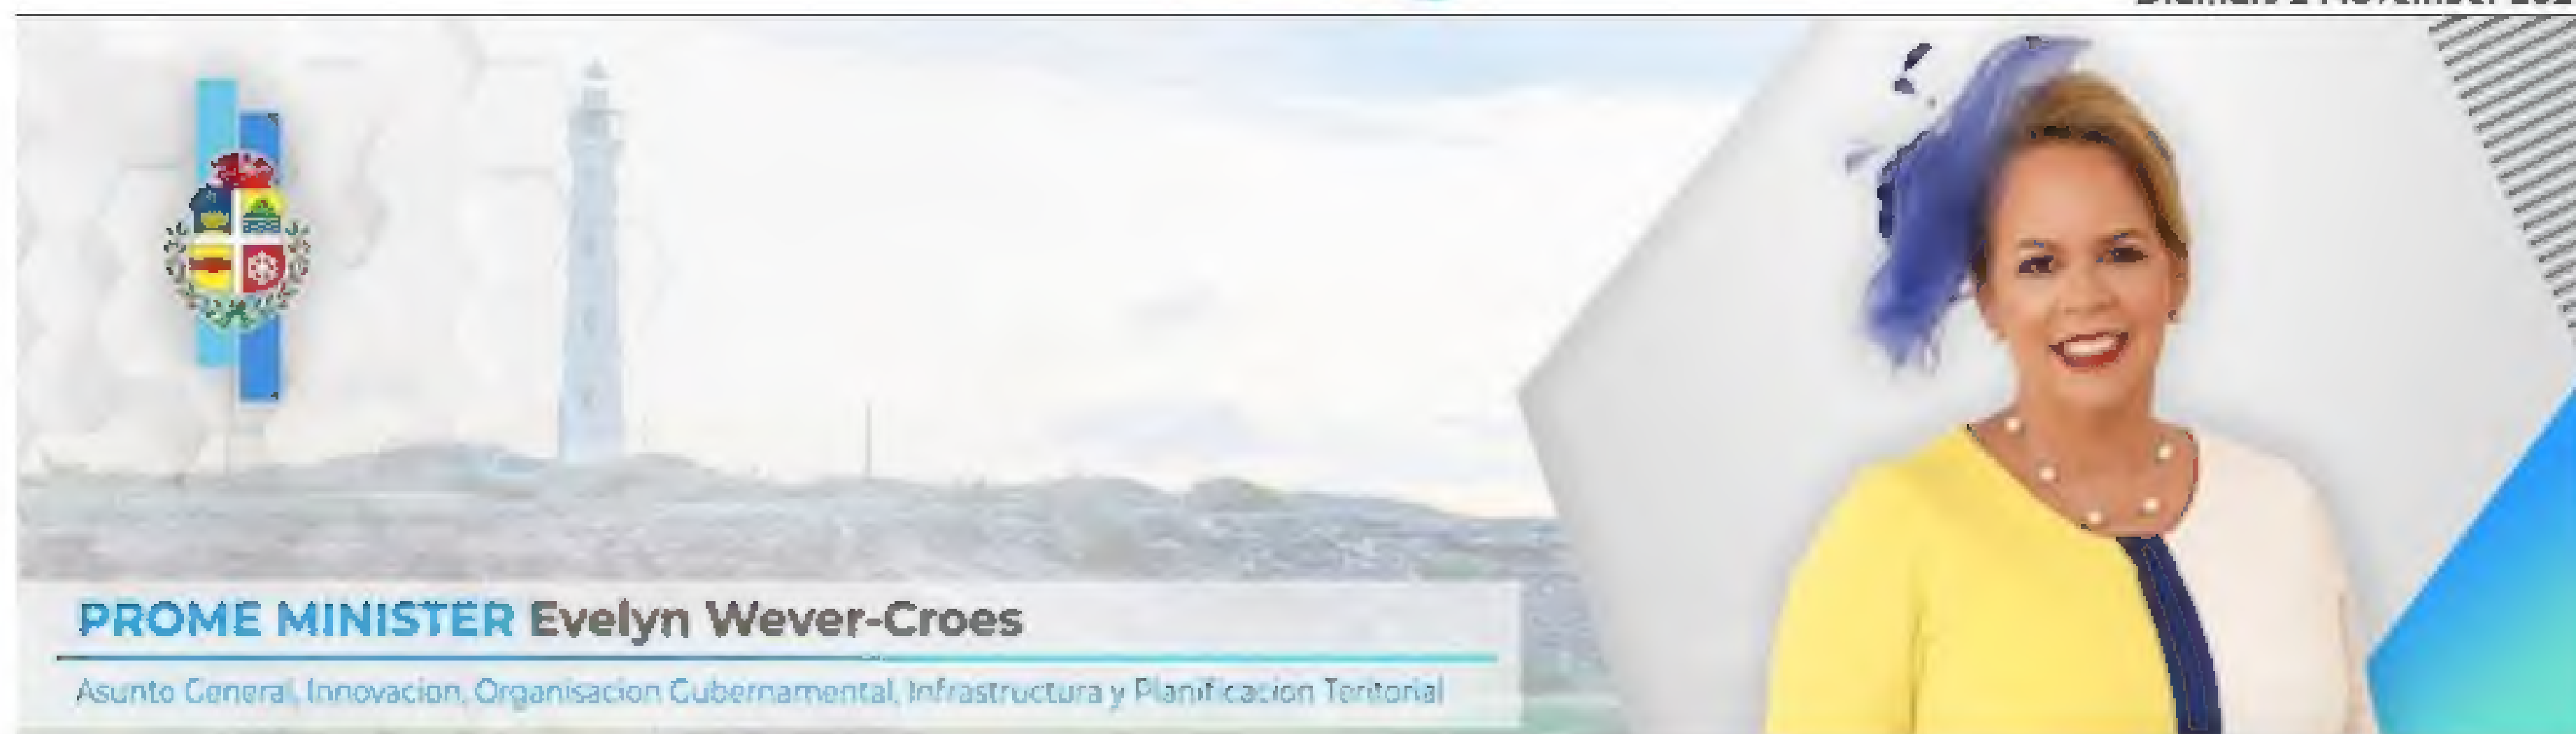 PROME MINISTER Evelyn Wever-Croes
Asunto General, Innovacion, Organisacion Gubernamental, Infrastructura y Planificacion Teritorial